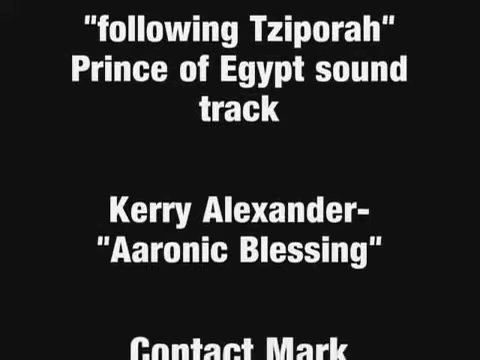 "following Tziporah"
Prince of Egypt sound
track
Kerry Alexander-
"Aaronic Blessing"
Contact Mark